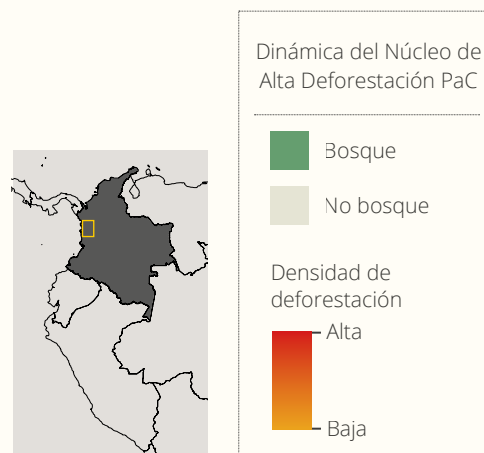 Dinámica del Núcleo de
Alta Deforestación PaC
Bosque
No bosque
Densidad de
deforestación
Alta
Baja